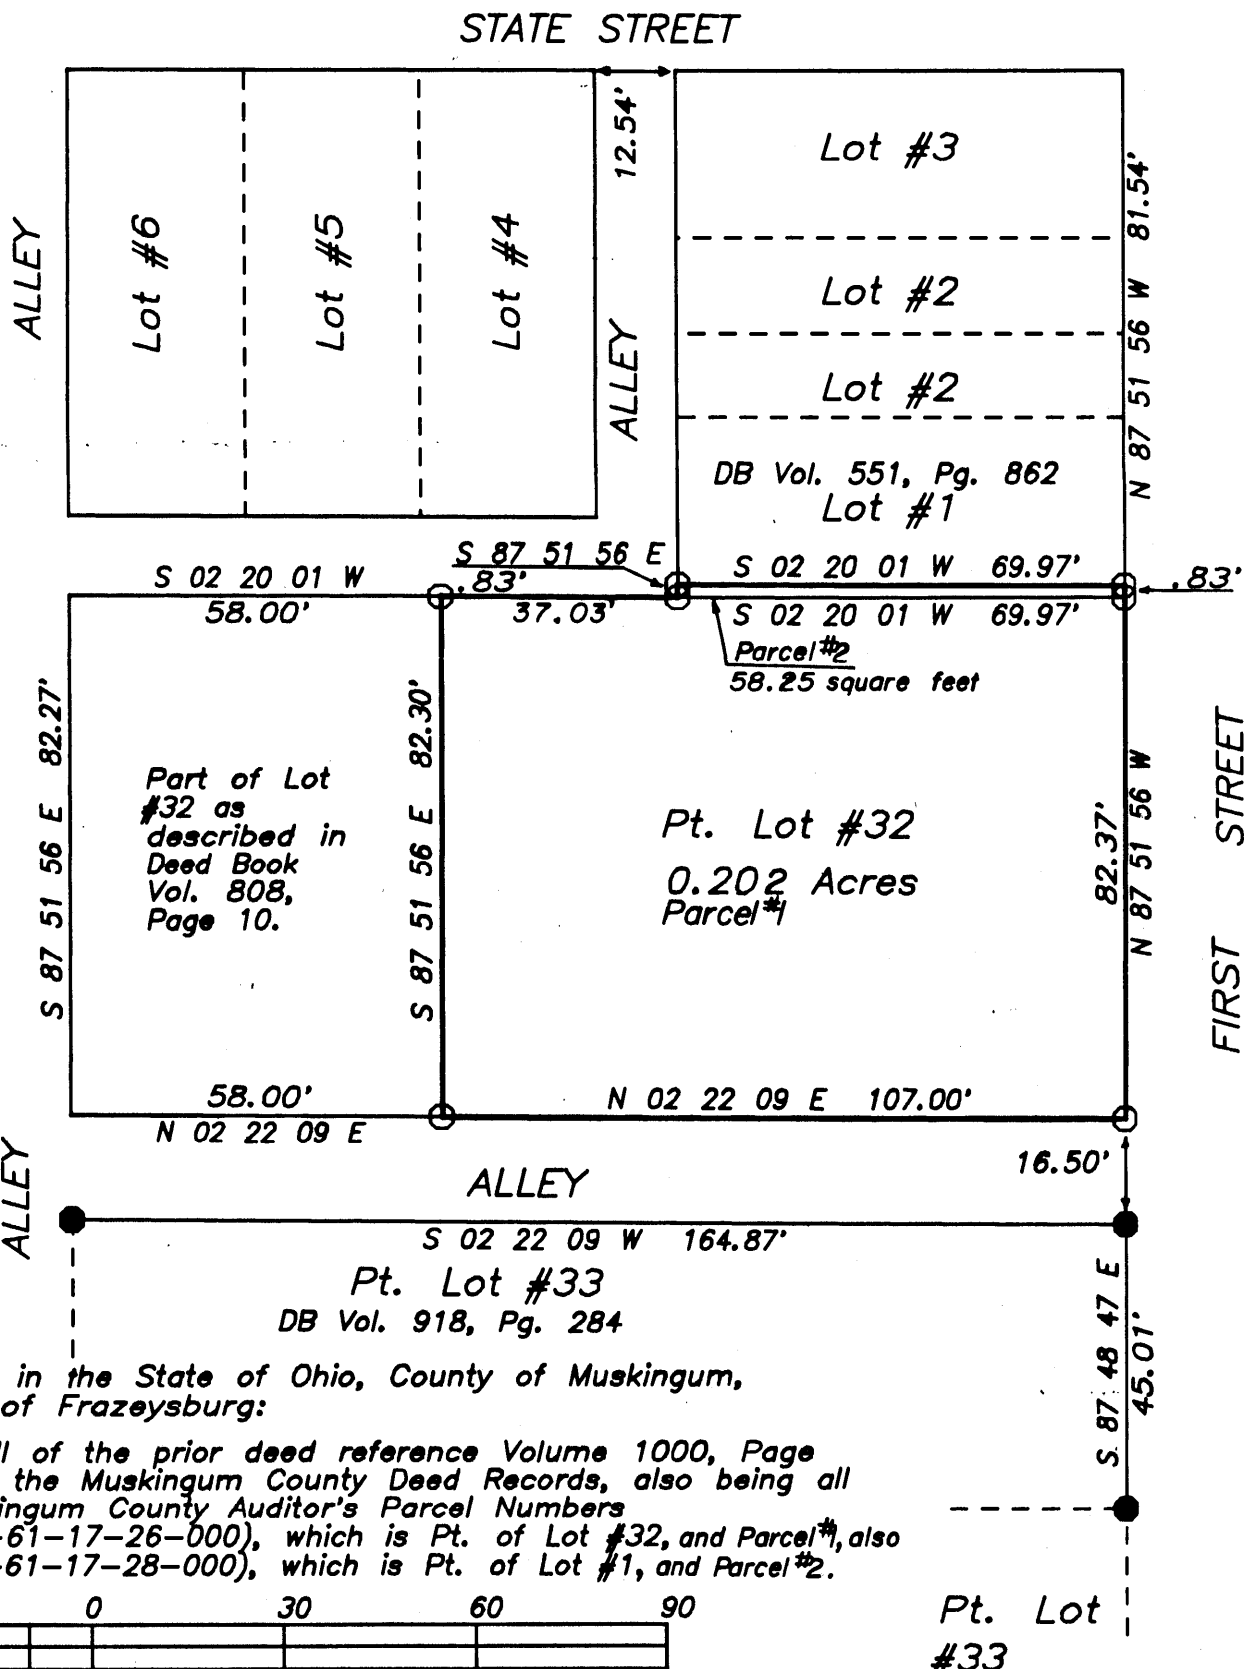 STATE STREET
12.54'
Lot #3
81.54'
N 87 51 56 W
ALLEY
Lot #6
Lot #5
Lot #4
ALLEY
Lot #2
Lot #2
DB Vol. 551, Pg. 862
Lot #1
S 87 51 56 E
.83'
S 02 20 01 W 69.97'
.83'
S 02 20 01 W
58.00'
37.03'
S 02 20 01 W 69.97'
Parcel #2
58.25 square feet
S 87 51 56 E 82.27'
Part of Lot
#32 as
described in
Deed Book
Vol. 808,
Page 10.
S 87 51 56 E 82.30'
Pt. Lot #32
0.202 Acres
Parcel #1
82.37'
N 87 51 56 W
FIRST STREET
58.00'
N 02 22 09 E
N 02 22 09 E 107.00'
16.50'
ALLEY
ALLEY
S 02 22 09 W 164.87'
Pt. Lot #33
DB Vol. 918, Pg. 284
S 87 48 47 E
45.01'
in the State of Ohio, County of Muskingum,
of Frazeysburg:
ll of the prior deed reference Volume 1000, Page
the Muskingum County Deed Records, also being all
ingum County Auditor's Parcel Numbers
-61-17-26-000), which is Pt. of Lot #32, and Parcel #1, also
-61-17-28-000), which is Pt. of Lot #1, and Parcel #2.
0 30 60 90
Pt. Lot
#33